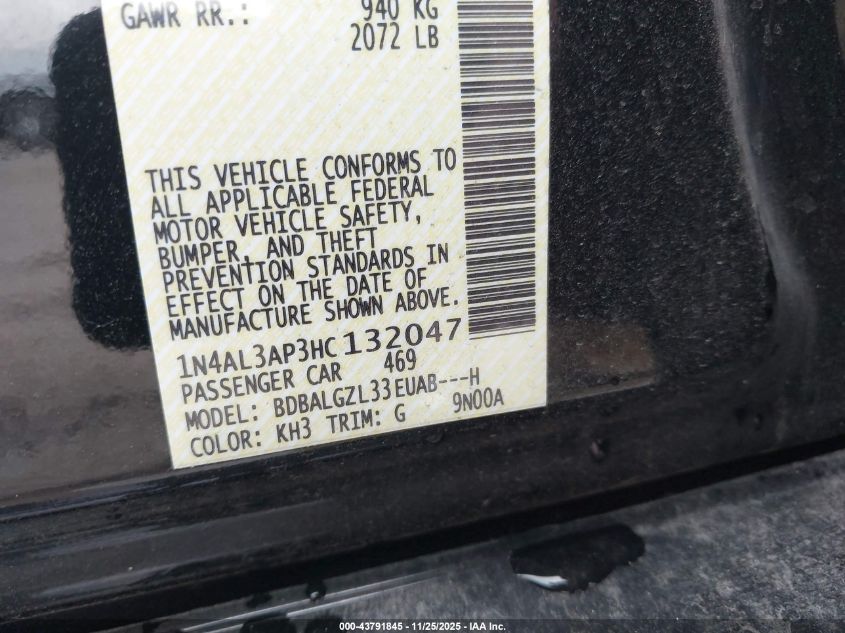 GAWR RR.: 940 KG
2072 LB
THIS VEHICLE CONFORMS TO
ALL APPLICABLE FEDERAL
MOTOR VEHICLE SAFETY,
BUMPER, AND THEFT
PREVENTION STANDARDS IN
EFFECT ON THE DATE OF
MANUFACTURE SHOWN ABOVE.
1N4AL3AP3HC132047
PASSENGER CAR 469
MODEL: BDBALGZL33EUAB---H
COLOR: KH3 TRIM: G 9N00A
000-43791845 - 11/25/2025 - IAA Inc.